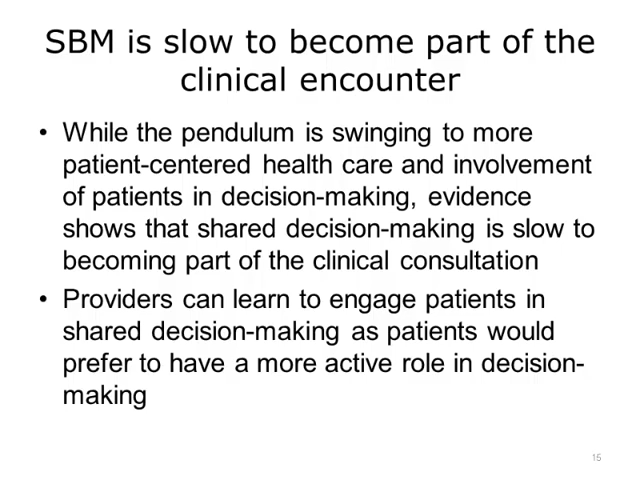 SBM is slow to become part of the
clinical encounter
• While the pendulum is swinging to more
patient-centered health care and involvement
of patients in decision-making, evidence
shows that shared decision-making is slow to
becoming part of the clinical consultation
• Providers can learn to engage patients in
shared decision-making as patients would
prefer to have a more active role in decision-
making
15